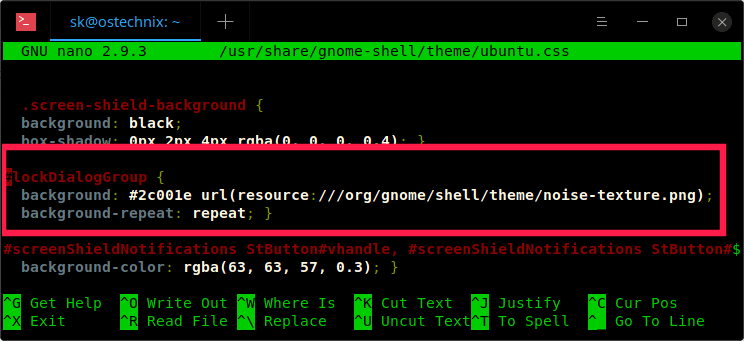 sk@ostechnix: ~
GNU nano 2.9.3 /usr/share/gnome-shell/theme/ubuntu.css
.screen-shield-background {
background: black;
box-shadow: 0px 2px 4px rgba(0, 0, 0, 0.4); }
#lockDialogGroup {
background: #2c001e url(resource:///org/gnome/shell/theme/noise-texture.png);
background-repeat: repeat; }
#screenShieldNotifications StButton#vhandle, #screenShieldNotifications StButton#$
background-color: rgba(63, 63, 57, 0.3); }
^G Get Help ^O Write Out ^W Where Is ^K Cut Text ^J Justify ^C Cur Pos
^X Exit ^R Read File ^\ Replace ^U Uncut Text ^T To Spell ^_ Go To Line